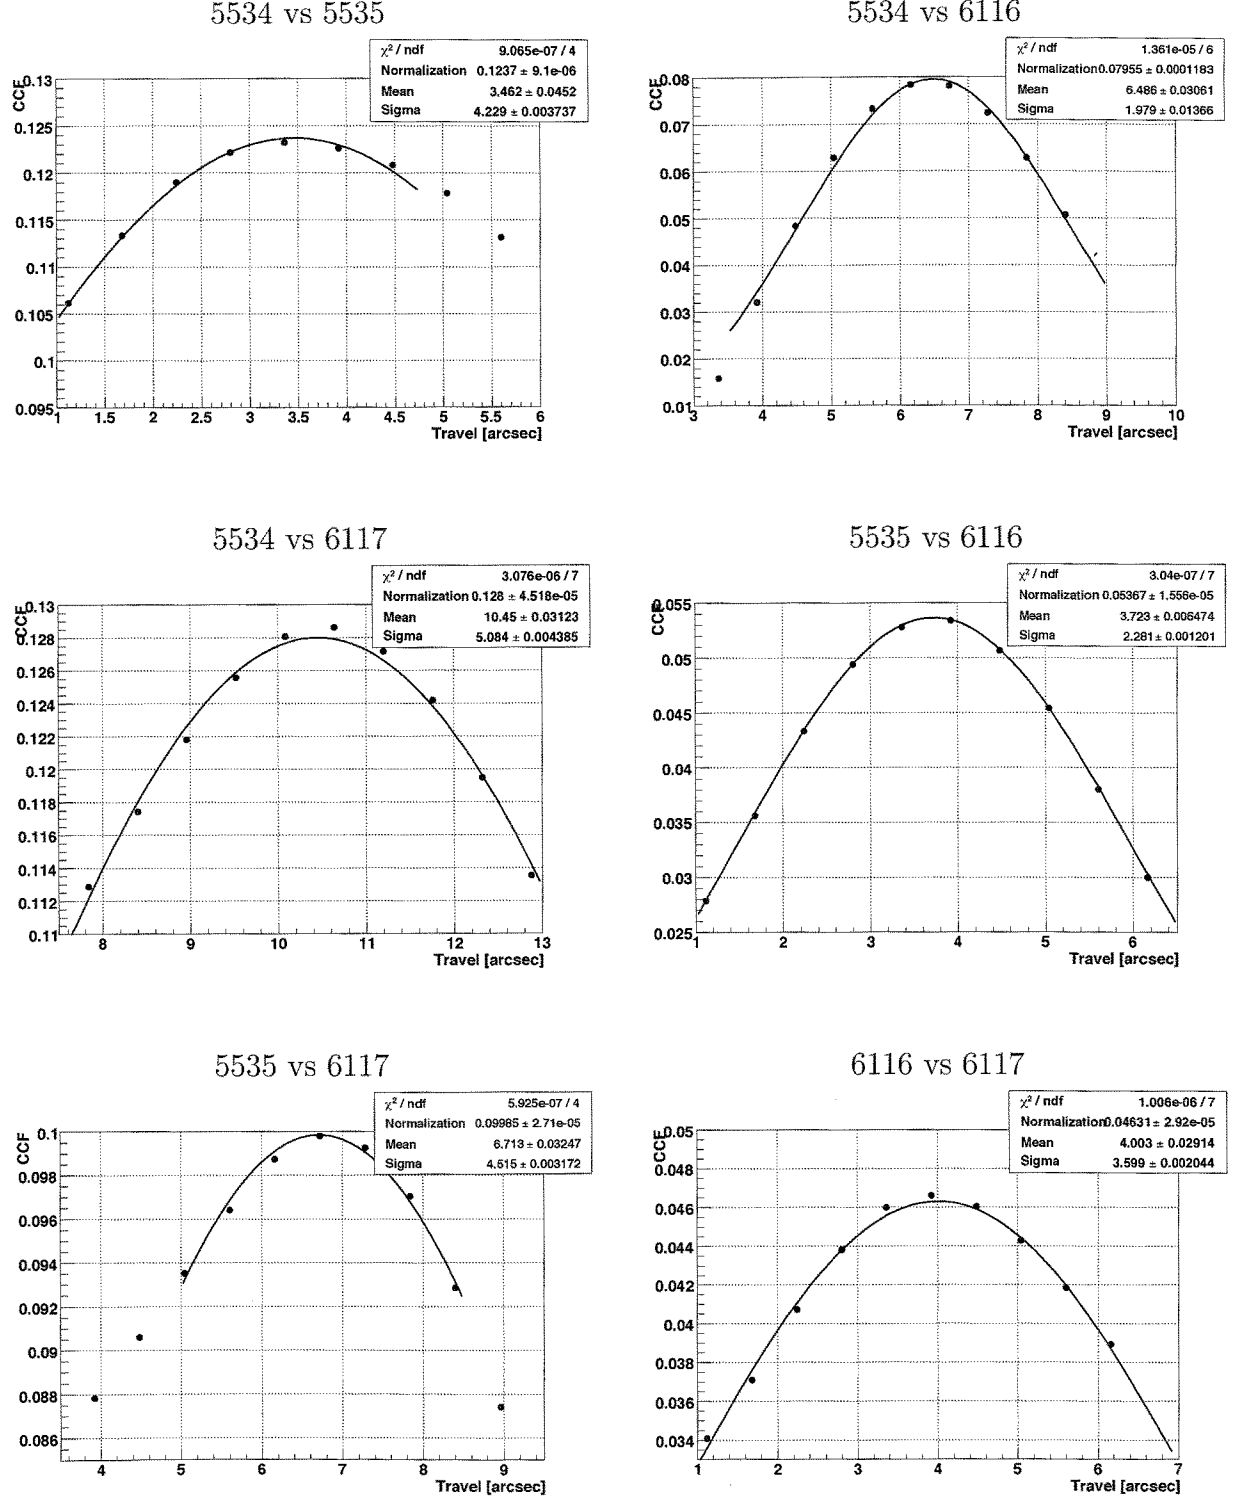 5534 vs 5535
χ² / ndf 9.065e-07 / 4
Normalization 0.1237 ± 9.1e-06
Mean 3.462 ± 0.0452
Sigma 4.229 ± 0.003737
CCF
0.13
0.125
0.12
0.115
0.11
0.105
0.1
0.095
1 1.5 2 2.5 3 3.5 4 4.5 5 5.5 6
Travel [arcsec]
5534 vs 6116
χ² / ndf 1.361e-05 / 6
Normalization 0.07955 ± 0.0001183
Mean 6.486 ± 0.03061
Sigma 1.979 ± 0.01366
CCF
0.08
0.07
0.06
0.05
0.04
0.03
0.02
0.01
3 4 5 6 7 8 9 10
Travel [arcsec]
5534 vs 6117
χ² / ndf 3.076e-06 / 7
Normalization 0.128 ± 4.518e-05
Mean 10.45 ± 0.03123
Sigma 5.084 ± 0.004385
CCF
0.13
0.128
0.126
0.124
0.122
0.12
0.118
0.116
0.114
0.112
0.11
8 9 10 11 12 13
Travel [arcsec]
5535 vs 6116
χ² / ndf 3.04e-07 / 7
Normalization 0.05367 ± 1.556e-05
Mean 3.723 ± 0.006474
Sigma 2.281 ± 0.001201
CCF
0.055
0.05
0.045
0.04
0.035
0.03
0.025
1 2 3 4 5 6
Travel [arcsec]
5535 vs 6117
χ² / ndf 5.925e-07 / 4
Normalization 0.09985 ± 2.71e-05
Mean 6.713 ± 0.03247
Sigma 4.515 ± 0.003172
CCF
0.1
0.098
0.096
0.094
0.092
0.09
0.088
0.086
4 5 6 7 8 9
Travel [arcsec]
6116 vs 6117
χ² / ndf 1.006e-06 / 7
Normalization 0.04631 ± 2.92e-05
Mean 4.003 ± 0.02914
Sigma 3.599 ± 0.002044
CCF
0.05
0.048
0.046
0.044
0.042
0.04
0.038
0.036
0.034
1 2 3 4 5 6 7
Travel [arcsec]